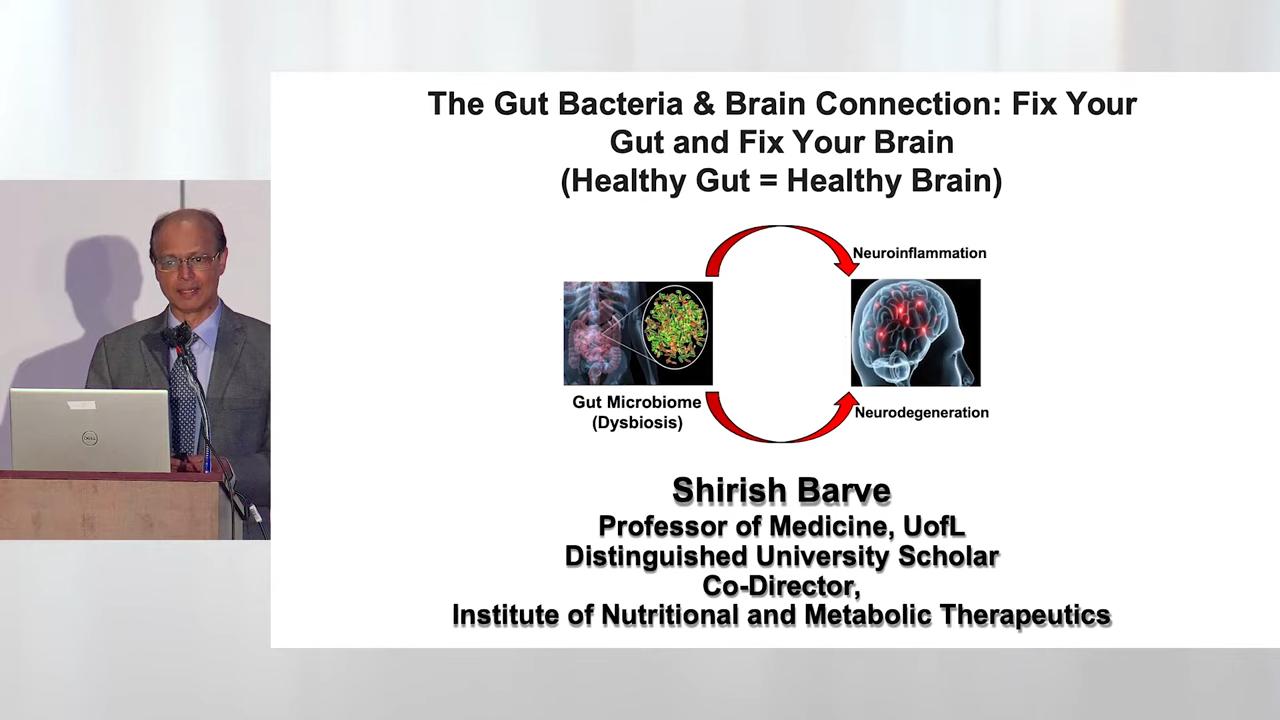 The Gut Bacteria & Brain Connection: Fix Your
Gut and Fix Your Brain
(Healthy Gut = Healthy Brain)
Neuroinflammation
Gut Microbiome
(Dysbiosis)
Neurodegeneration
Shirish Barve
Professor of Medicine, UofL
Distinguished University Scholar
Co-Director,
Institute of Nutritional and Metabolic Therapeutics
DELL